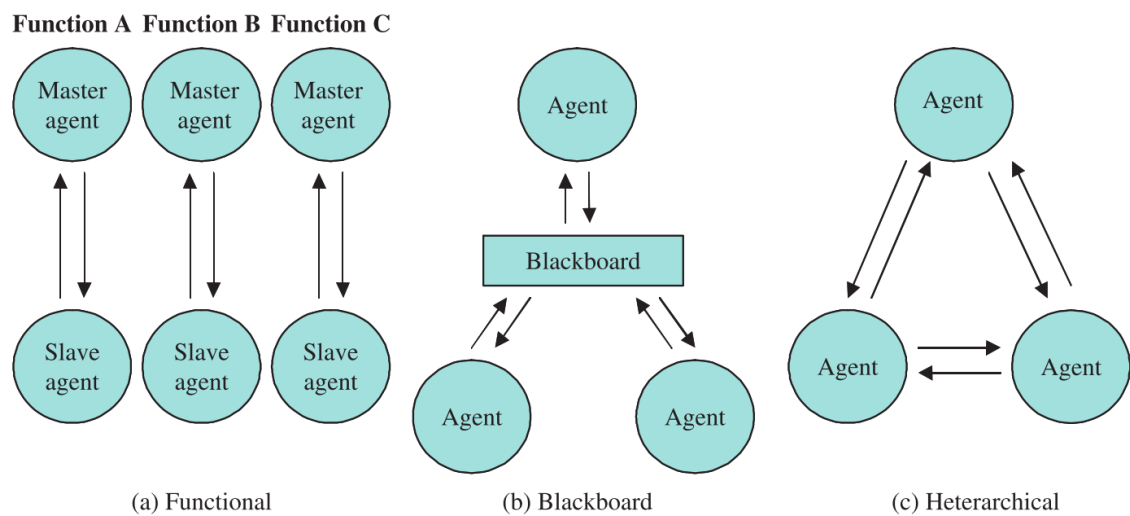 Function A Function B Function C
Master
agent
Master
agent
Master
agent
Slave
agent
Slave
agent
Slave
agent
(a) Functional
Agent
Blackboard
Agent
Agent
(b) Blackboard
Agent
Agent
Agent
(c) Heterarchical